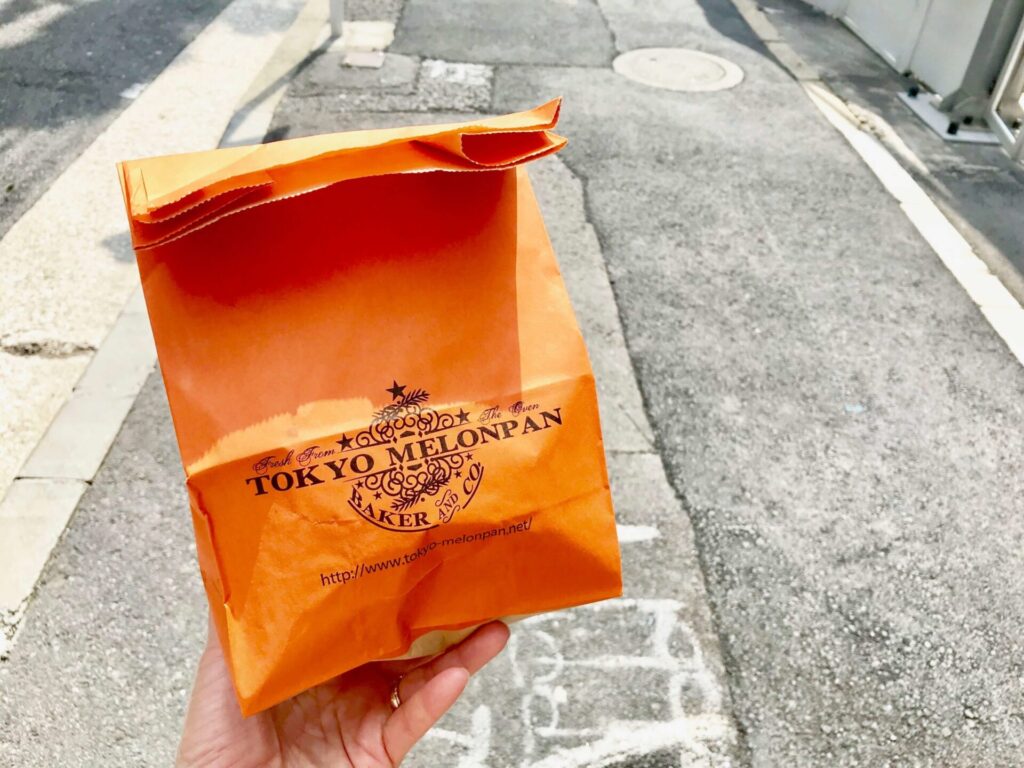 Fresh From The Oven
TOKYO MELONPAN
BAKER AND CO.
http://www.tokyo-melonpan.net/